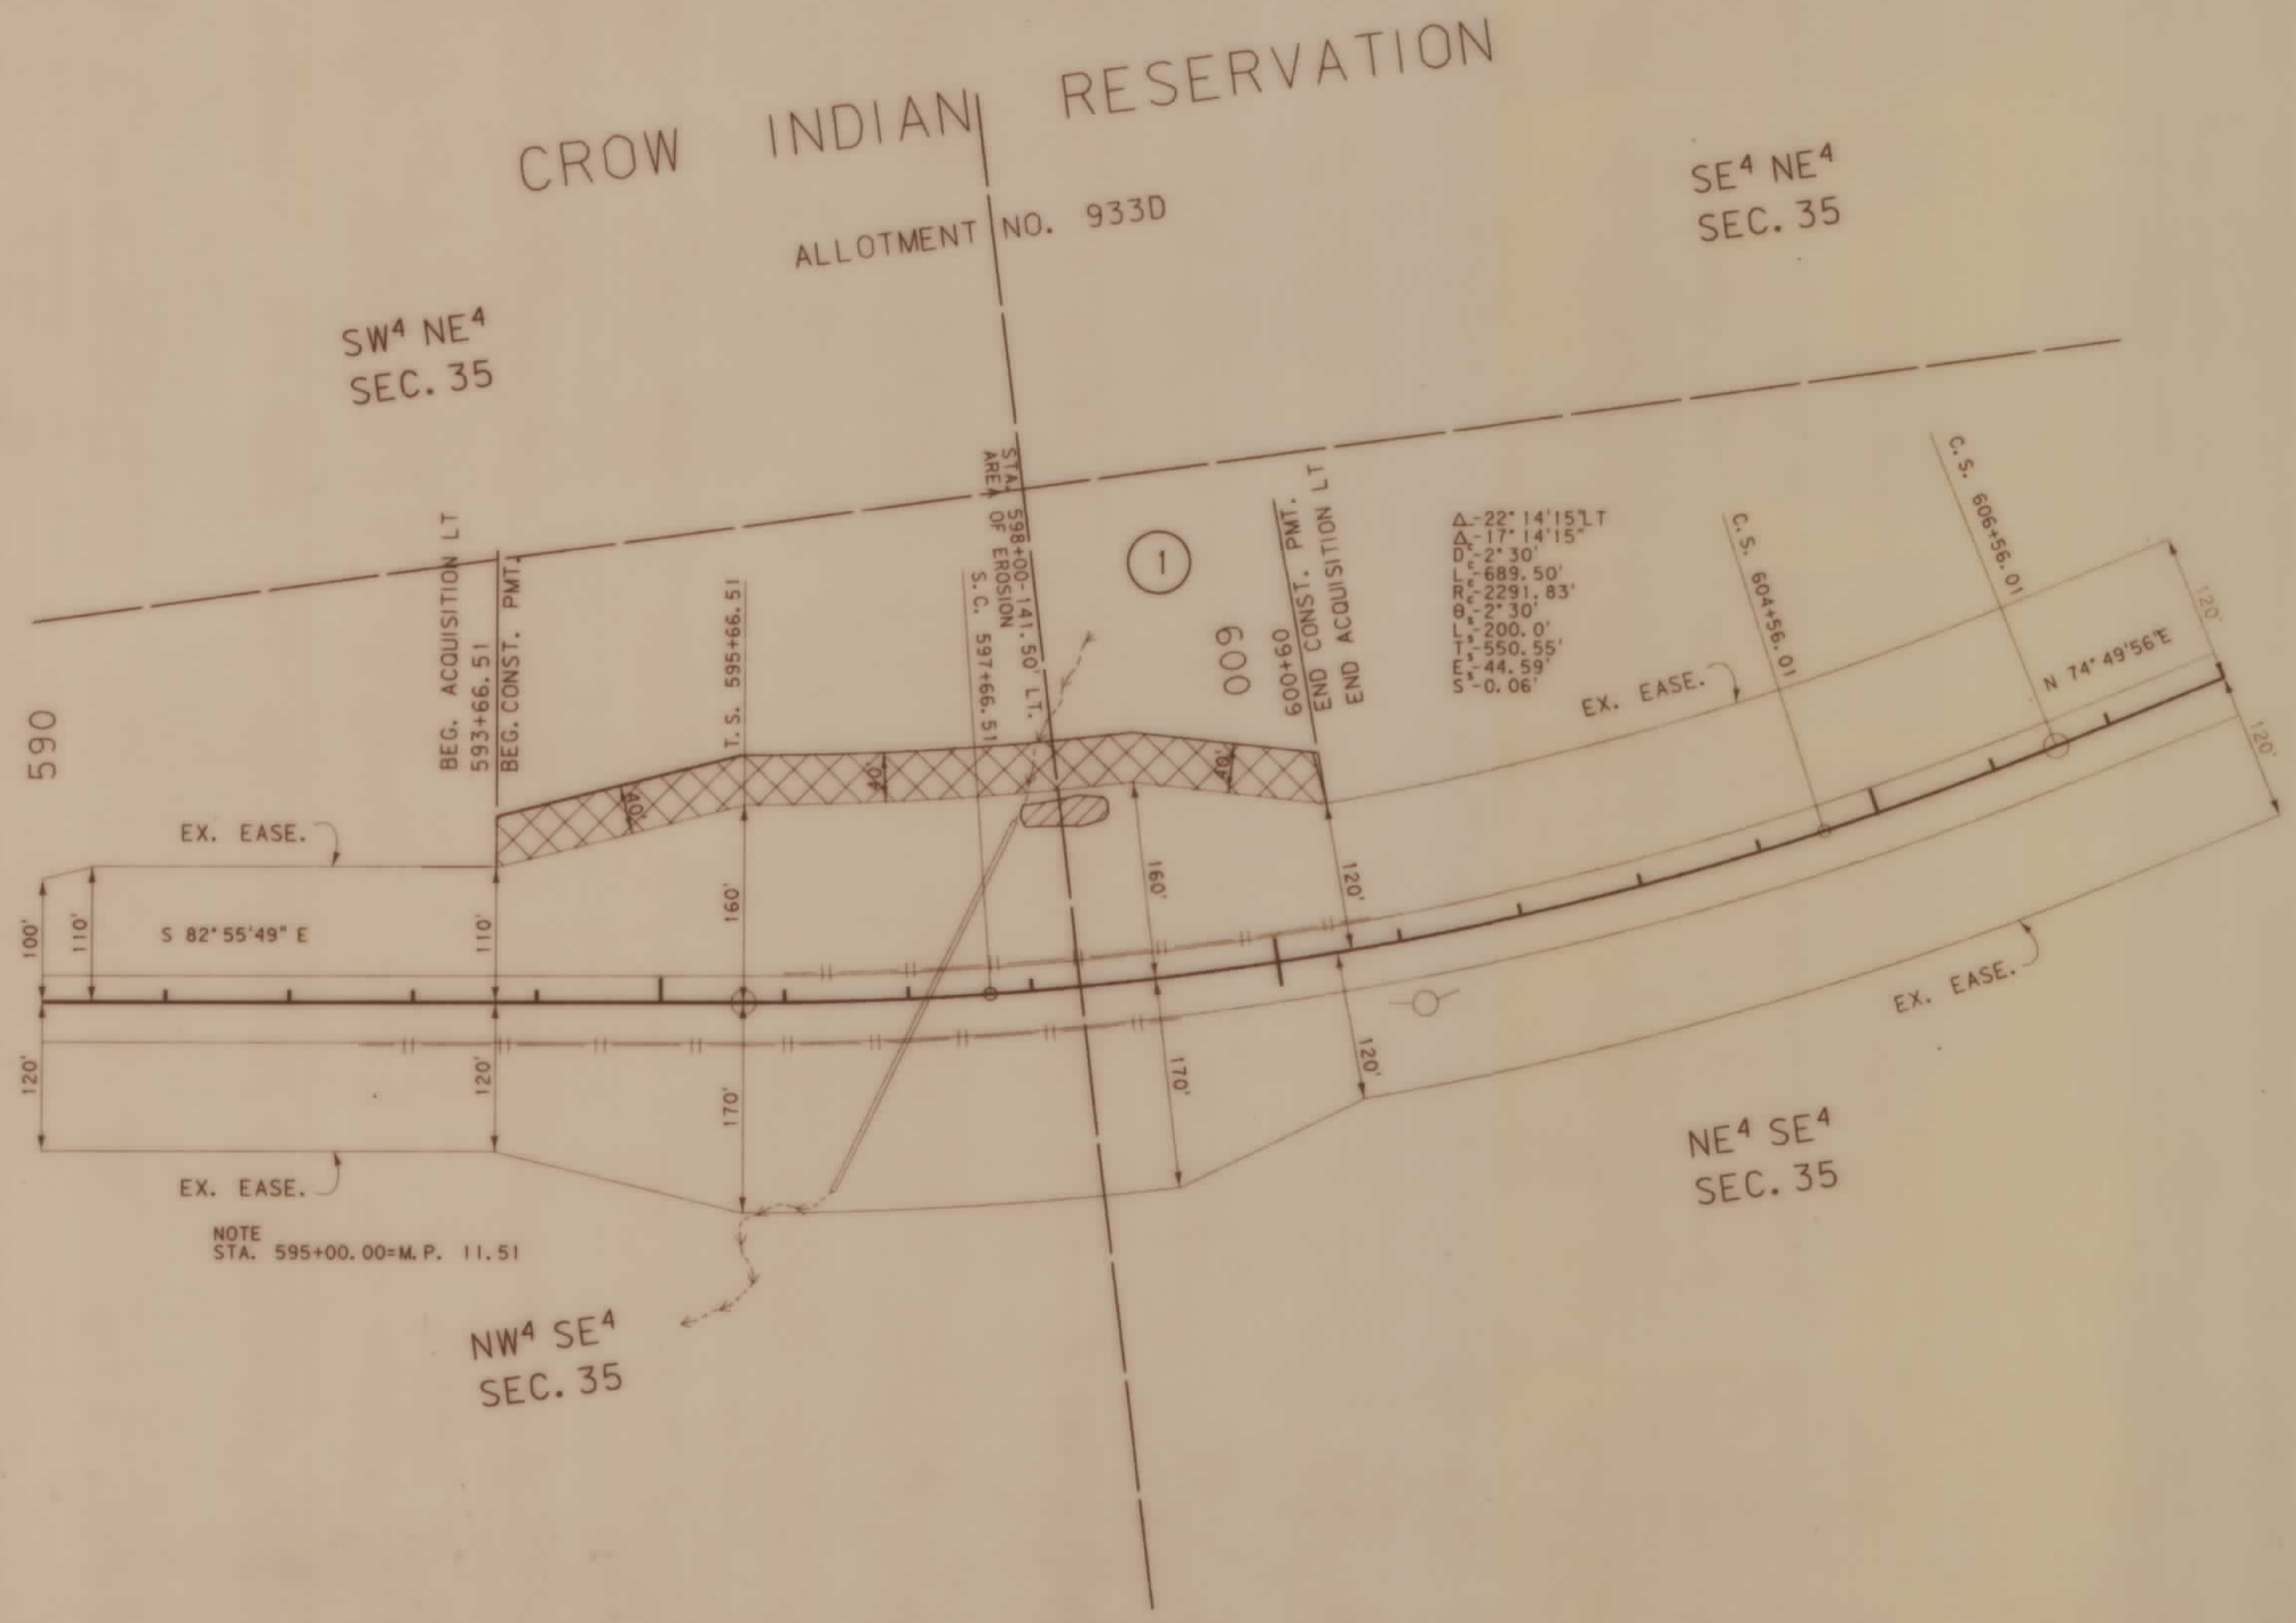 CROW INDIAN RESERVATION
ALLOTMENT NO. 933D
SE⁴ NE⁴
SEC. 35
SW⁴ NE⁴
SEC. 35
590
BEG. ACQUISITION LT
593+66.51
BEG. CONST. PMT.
T.S. 595+66.51
S.C. 597+66.51
AREA OF EROSION
STA. 598+00-141.50' LT.
1
600
600+60
END CONST. PMT.
END ACQUISITION LT
Δ-22°14'15"LT
Δc-17°14'15"
Dc-2°30'
Lc-689.50'
Rc-2291.83'
θs-2°30'
Ls-200.0'
Ts-550.55'
Es-44.59'
S-0.06'
C.S. 604+56.01
C.S. 606+56.01
120'
N 74°49'56"E
120'
EX. EASE.
40'
40'
40'
EX. EASE.
100'
110'
S 82°55'49" E
110'
160'
160'
120'
120'
120'
170'
170'
120'
EX. EASE.
EX. EASE.
NOTE
STA. 595+00.00=M.P. 11.51
NE⁴ SE⁴
SEC. 35
NW⁴ SE⁴
SEC. 35